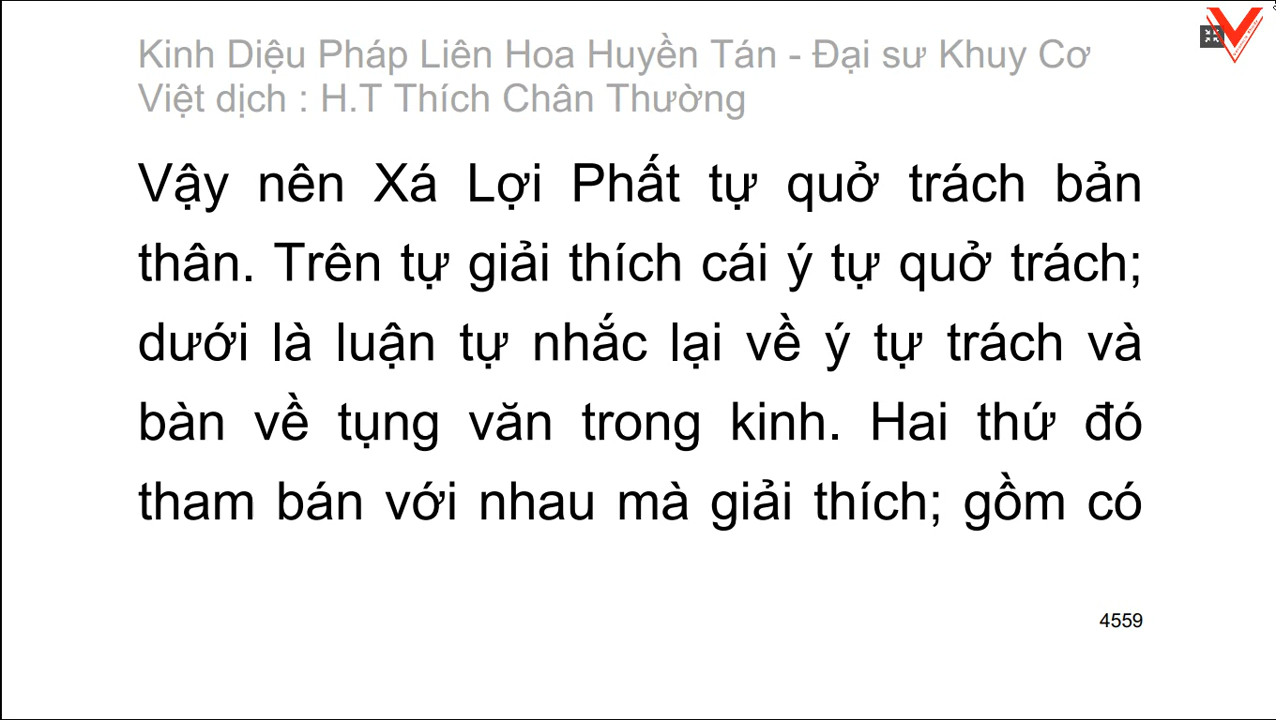 Kinh Diệu Pháp Liên Hoa Huyền Tán - Đại sư Khuy Cơ
Việt dịch : H.T Thích Chân Thường
Vậy nên Xá Lợi Phất tự quở trách bản
thân. Trên tự giải thích cái ý tự quở trách;
dưới là luận tự nhắc lại về ý tự trách và
bàn về tụng văn trong kinh. Hai thứ đó
tham bán với nhau mà giải thích; gồm có
4559